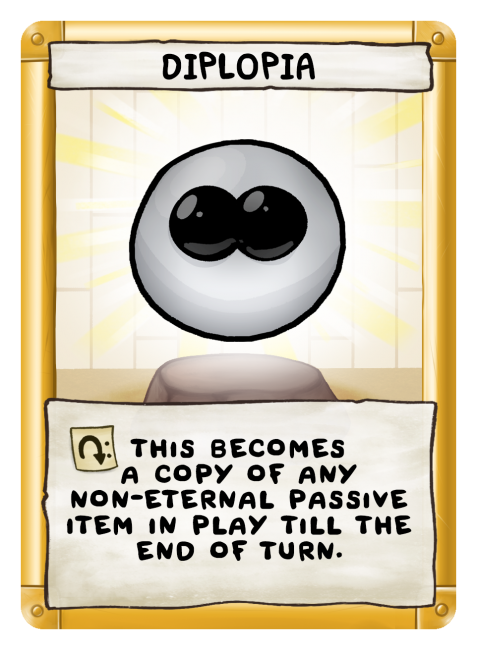 DIPLOPIA
THIS BECOMES
A COPY OF ANY
NON-ETERNAL PASSIVE
ITEM IN PLAY TILL THE
END OF TURN.